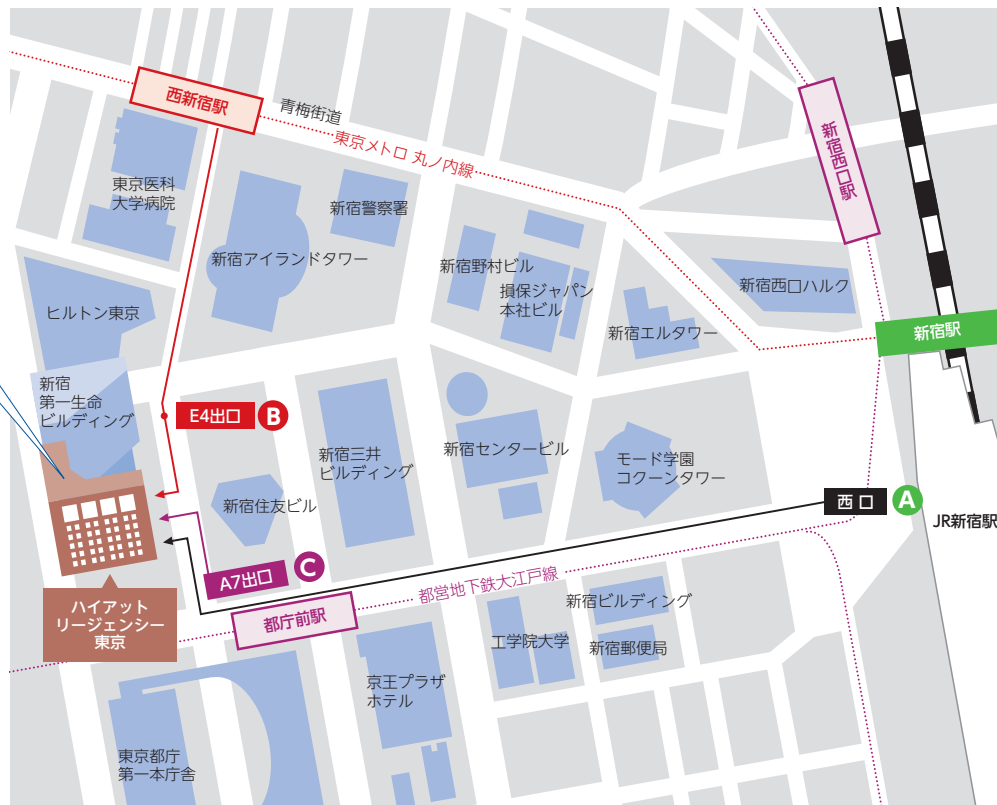 西新宿駅
青梅街道
東京メトロ 丸ノ内線
新宿西口駅
東京医科
大学病院
新宿警察署
新宿アイランドタワー
新宿野村ビル
損保ジャパン
本社ビル
新宿西口ハルク
ヒルトン東京
新宿エルタワー
新宿駅
新宿
第一生命
ビルディング
E4出口 B
新宿三井
ビルディング
新宿センタービル
モード学園
コクーンタワー
新宿住友ビル
西 口 A
JR新宿駅
A7出口 C
都営地下鉄大江戸線
ハイアット
リージェンシー
東京
都庁前駅
新宿ビルディング
工学院大学
新宿郵便局
京王プラザ
ホテル
東京都庁
第一本庁舎